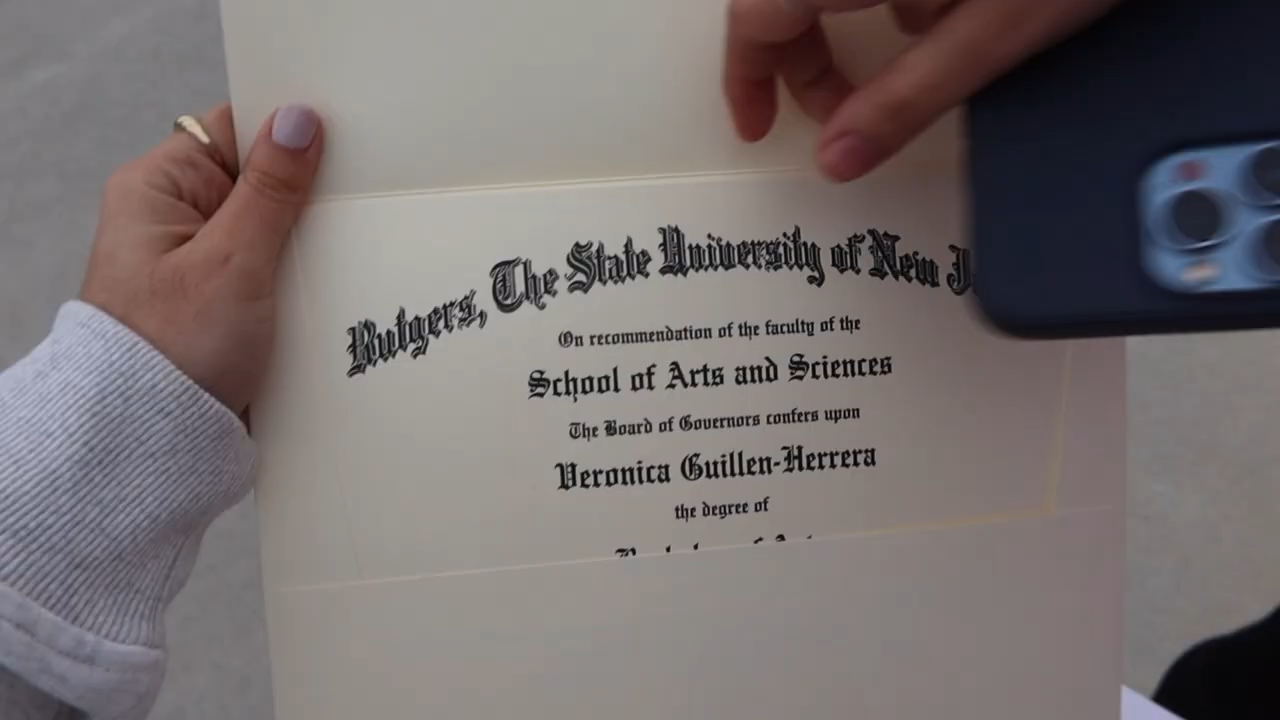 Rutgers, The State University of New
On recommendation of the faculty of the
School of Arts and Sciences
The Board of Governors confers upon
Veronica Guillen-Herrera
the degree of